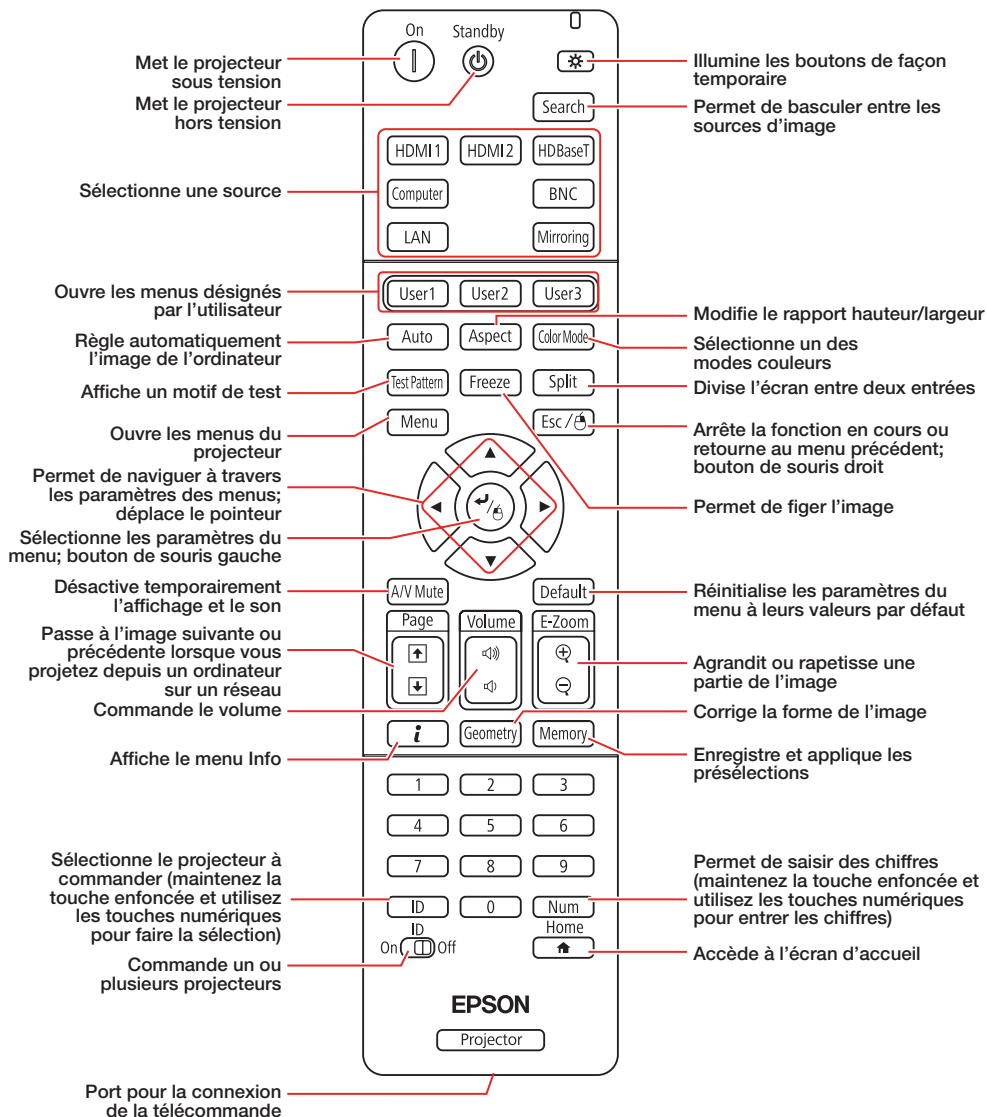 On
Standby
Met le projecteur
sous tension
Met le projecteur
hors tension
Illumine les boutons de façon
temporaire
Search
Permet de basculer entre les
sources d'image
HDMI1
HDMI2
HDBaseT
Computer
BNC
LAN
Mirroring
Sélectionne une source
User1
User2
User3
Ouvre les menus désignés
par l'utilisateur
Modifie le rapport hauteur/largeur
Auto
Aspect
Color Mode
Règle automatiquement
l'image de l'ordinateur
Sélectionne un des
modes couleurs
Test Pattern
Freeze
Split
Affiche un motif de test
Divise l'écran entre deux entrées
Menu
Esc /
Ouvre les menus du
projecteur
Arrête la fonction en cours ou
retourne au menu précédent;
bouton de souris droit
Permet de naviguer à travers
les paramètres des menus;
déplace le pointeur
Permet de figer l'image
Sélectionne les paramètres du
menu; bouton de souris gauche
Désactive temporairement
l'affichage et le son
A/V Mute
Default
Réinitialise les paramètres du
menu à leurs valeurs par défaut
Page
Volume
E-Zoom
Passe à l'image suivante ou
précédente lorsque vous
projetez depuis un ordinateur
sur un réseau
Agrandit ou rapetisse une
partie de l'image
Commande le volume
Corrige la forme de l'image
i
Geometry
Memory
Affiche le menu Info
Enregistre et applique les
présélections
1
2
3
4
5
6
7
8
9
ID
0
Num
Sélectionne le projecteur à
commander (maintenez la
touche enfoncée et utilisez
les touches numériques
pour faire la sélection)
Permet de saisir des chiffres
(maintenez la touche enfoncée et
utilisez les touches numériques
pour entrer les chiffres)
ID
Home
On
Off
Commande un ou
plusieurs projecteurs
Accède à l'écran d'accueil
EPSON
Projector
Port pour la connexion
de la télécommande